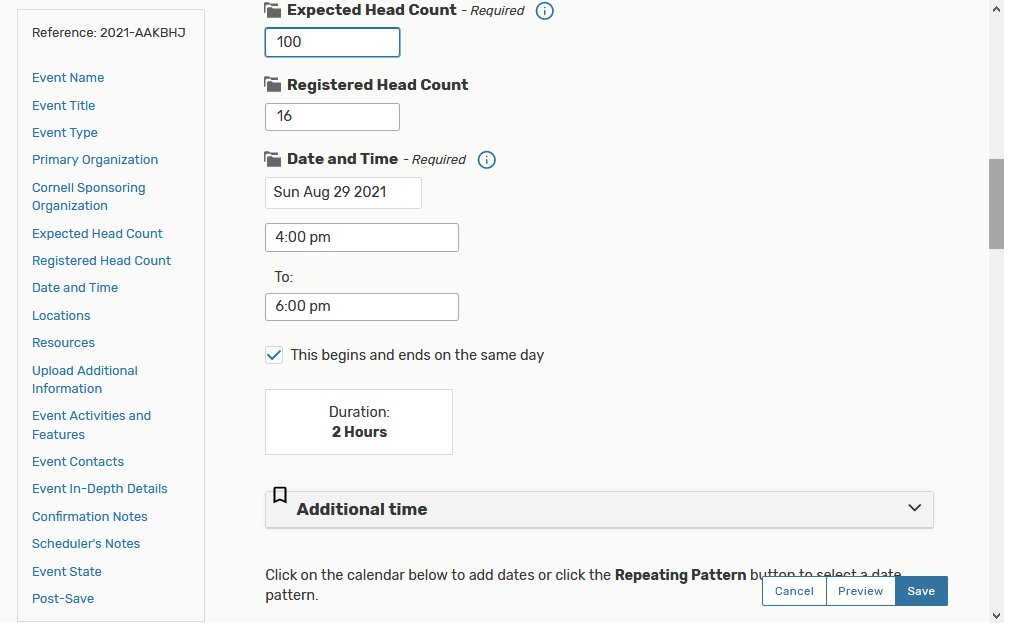 Reference: 2021-AAKBHJ
Event Name
Event Title
Event Type
Primary Organization
Cornell Sponsoring
Organization
Expected Head Count
Registered Head Count
Date and Time
Locations
Resources
Upload Additional
Information
Event Activities and
Features
Event Contacts
Event In-Depth Details
Confirmation Notes
Scheduler's Notes
Event State
Post-Save
Expected Head Count - Required
100
Registered Head Count
16
Date and Time - Required
Sun Aug 29 2021
4:00 pm
To:
6:00 pm
This begins and ends on the same day
Duration:
2 Hours
Additional time
Click on the calendar below to add dates or click the Repeating Pattern button to select a date
pattern.
Cancel Preview Save